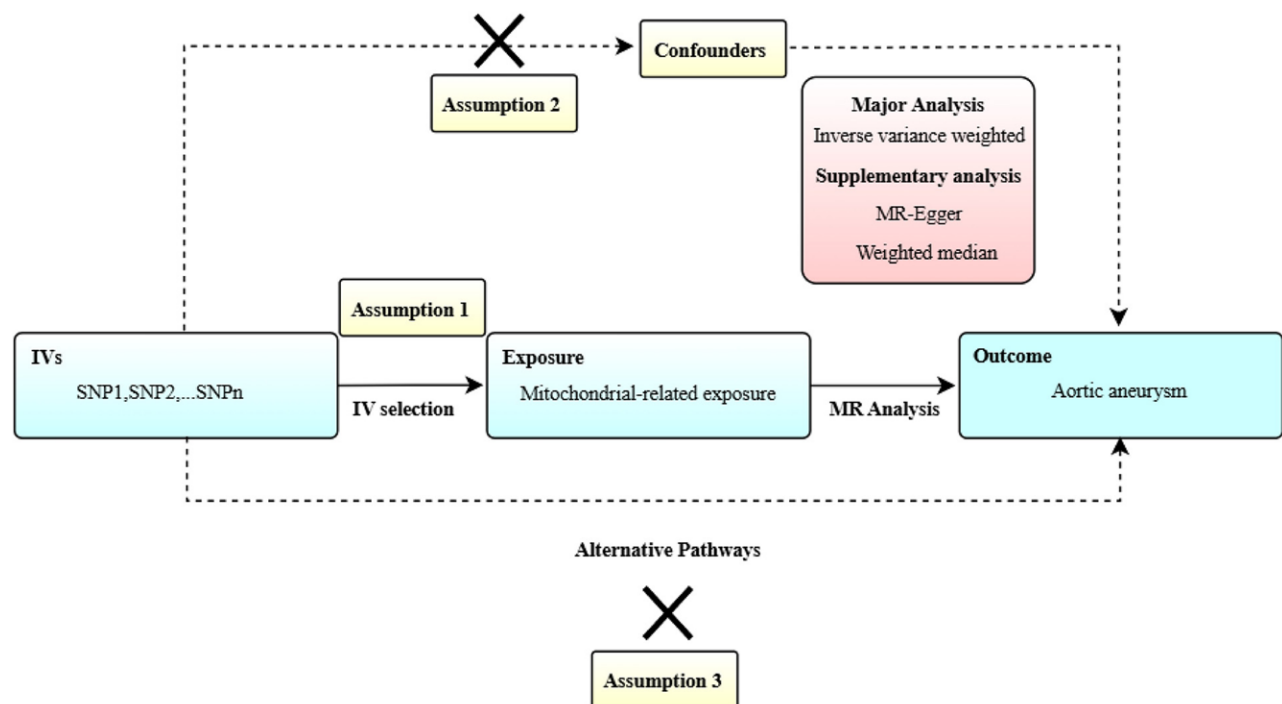 Confounders
Assumption 2
Major Analysis
Inverse variance weighted
Supplementary analysis
MR-Egger
Weighted median
Assumption 1
IVs
SNP1,SNP2,...SNPn
IV selection
Exposure
Mitochondrial-related exposure
MR Analysis
Outcome
Aortic aneurysm
Alternative Pathways
Assumption 3